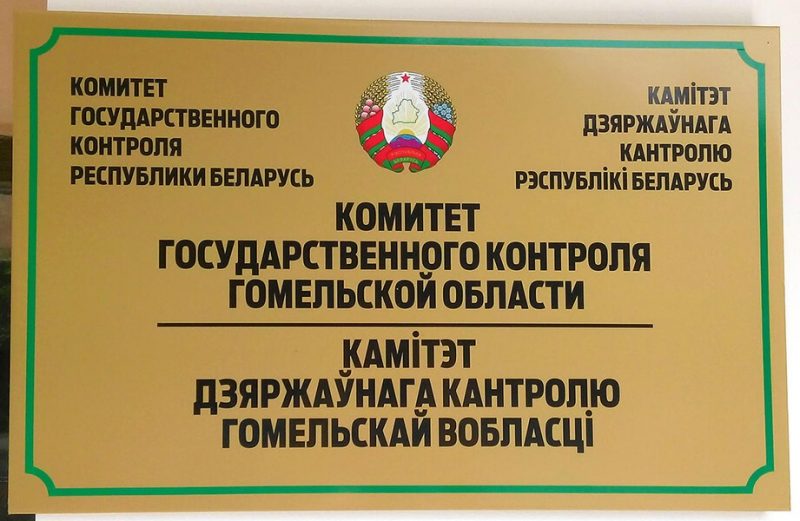 КОМИТЕТ
ГОСУДАРСТВЕННОГО
КОНТРОЛЯ
РЕСПУБЛИКИ БЕЛАРУСЬ
КАМІТЭТ
ДЗЯРЖАЎНАГА
КАНТРОЛЮ
РЭСПУБЛІКІ БЕЛАРУСЬ
КОМИТЕТ
ГОСУДАРСТВЕННОГО КОНТРОЛЯ
ГОМЕЛЬСКОЙ ОБЛАСТИ
КАМІТЭТ
ДЗЯРЖАЎНАГА КАНТРОЛЮ
ГОМЕЛЬСКАЙ ВОБЛАСЦІ